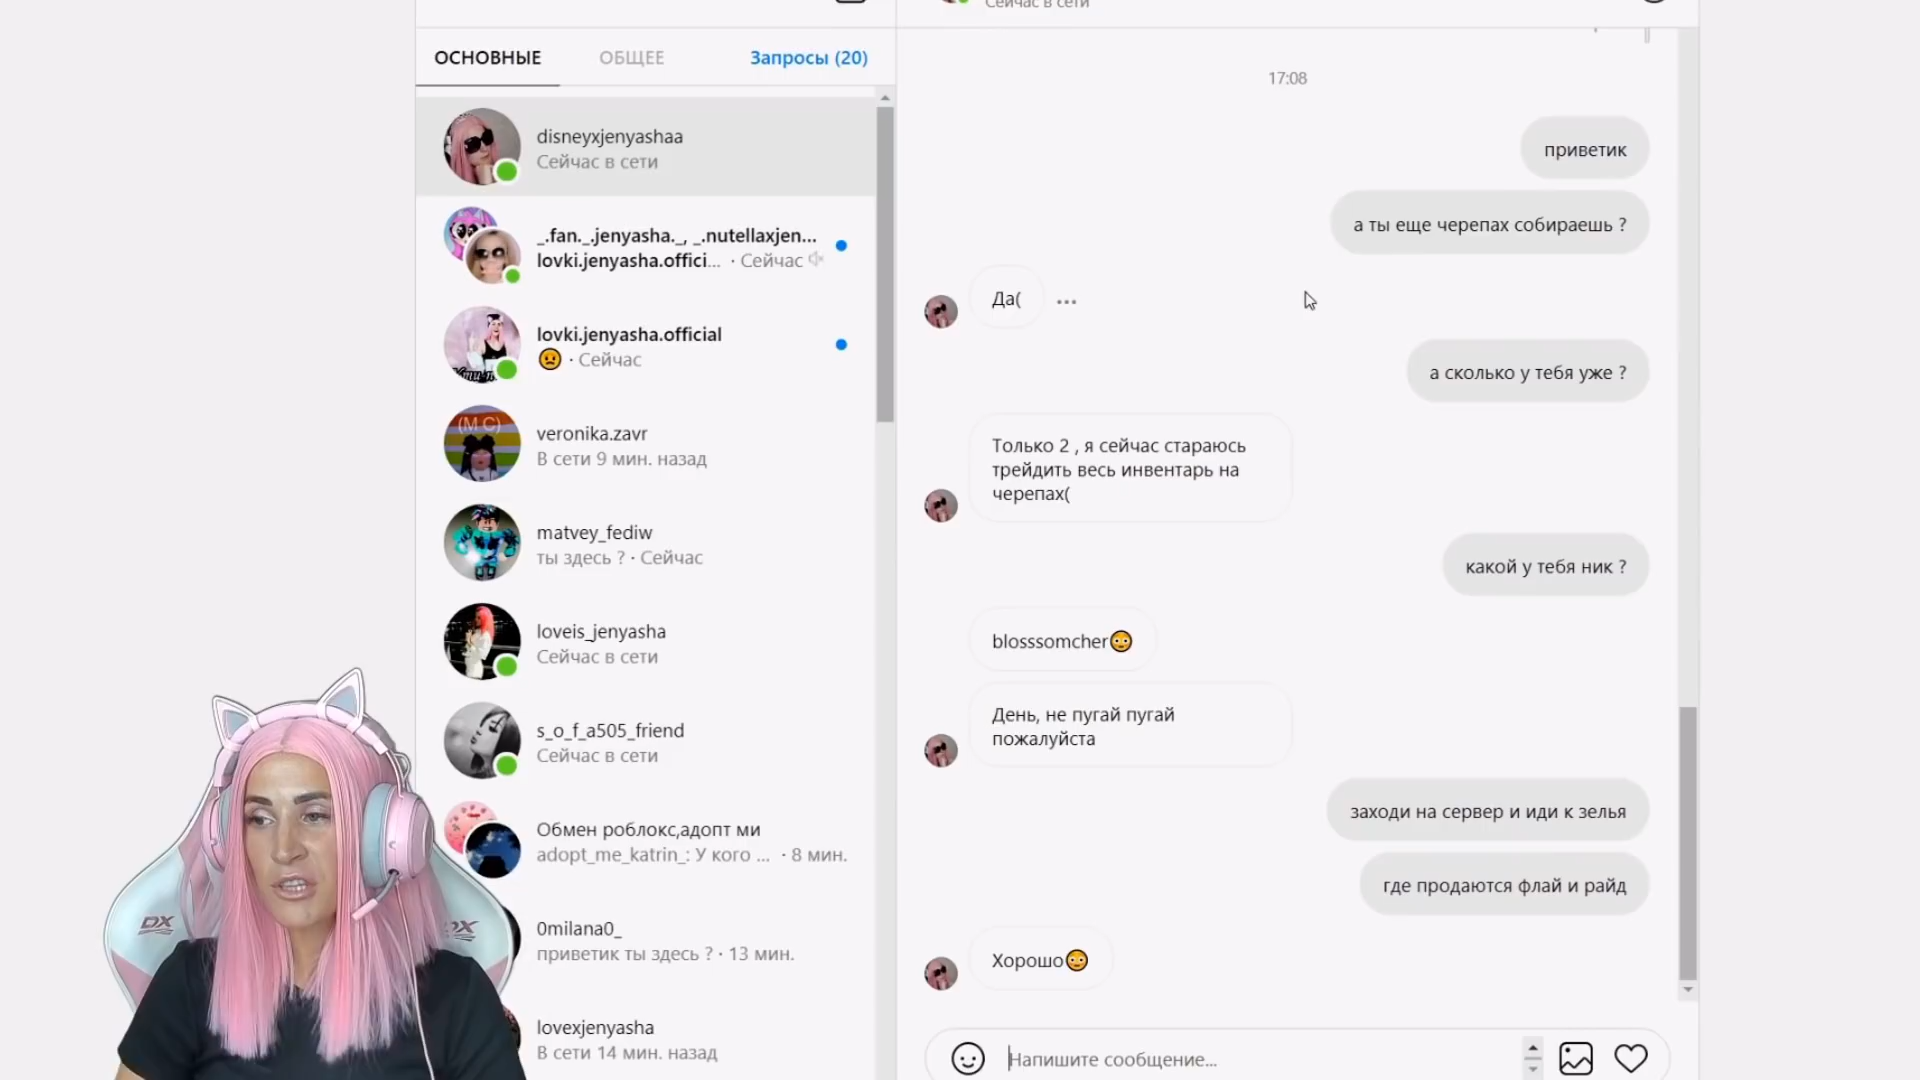 Сейчас в сети
ОСНОВНЫЕ
ОБЩЕЕ
Запросы (20)
disneyxjenyashaa
Сейчас в сети
_.fan._.jenyasha._, _.nutellaxjen...
lovki.jenyasha.offici... · Сейчас
lovki.jenyasha.official
😠 · Сейчас
(M C)
veronika.zavr
В сети 9 мин. назад
matvey_fediw
ты здесь ? · Сейчас
loveis_jenyasha
Сейчас в сети
s_o_f_a505_friend
Сейчас в сети
Обмен роблокс,адопт ми
adopt_me_katrin_: У кого ... · 8 мин.
0milana0_
приветик ты здесь ? · 13 мин.
lovexjenyasha
В сети 14 мин. назад
17:08
приветик
а ты еще черепах собираешь ?
Да(
а сколько у тебя уже ?
Только 2 , я сейчас стараюсь
трейдить весь инвентарь на
черепах(
какой у тебя ник ?
blosssomcher😳
День, не пугай пугай
пожалуйста
заходи на сервер и иди к зелья
где продаются флай и райд
Хорошо😳
Напишите сообщение...
DX